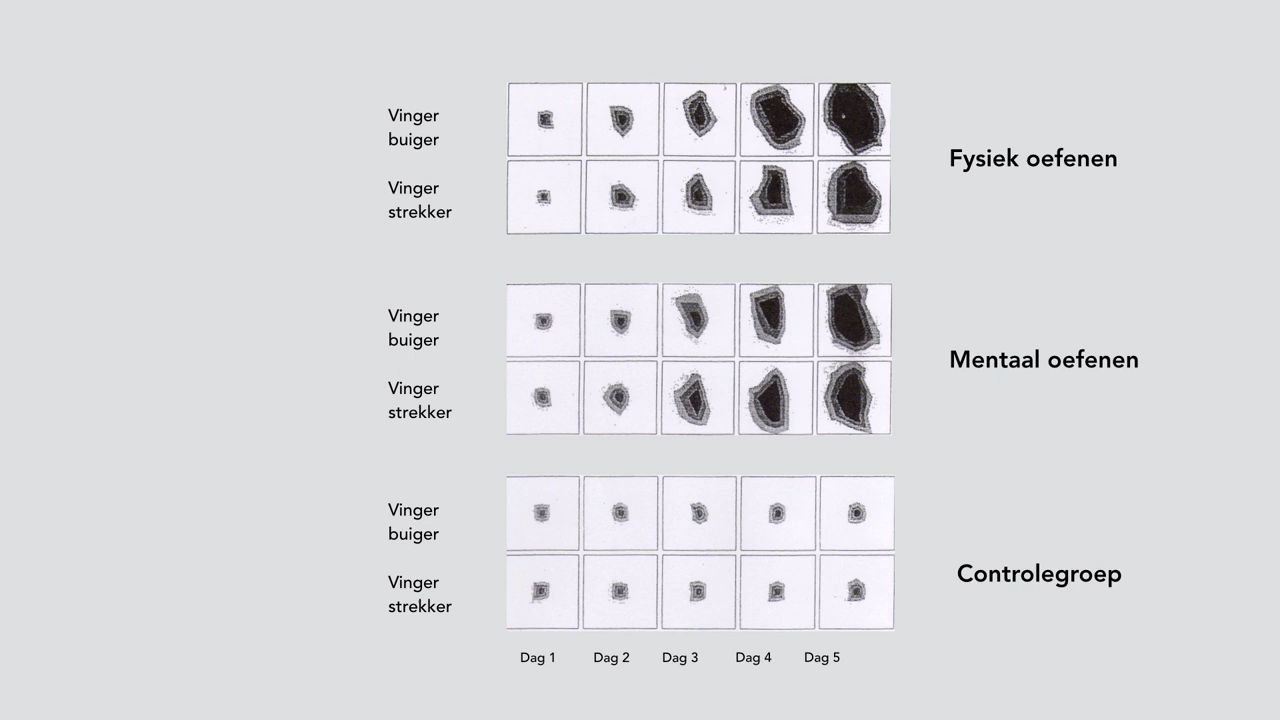 Vinger
buiger
Vinger
strekker
Fysiek oefenen
Vinger
buiger
Vinger
strekker
Mentaal oefenen
Vinger
buiger
Vinger
strekker
Controlegroep
Dag 1 Dag 2 Dag 3 Dag 4 Dag 5